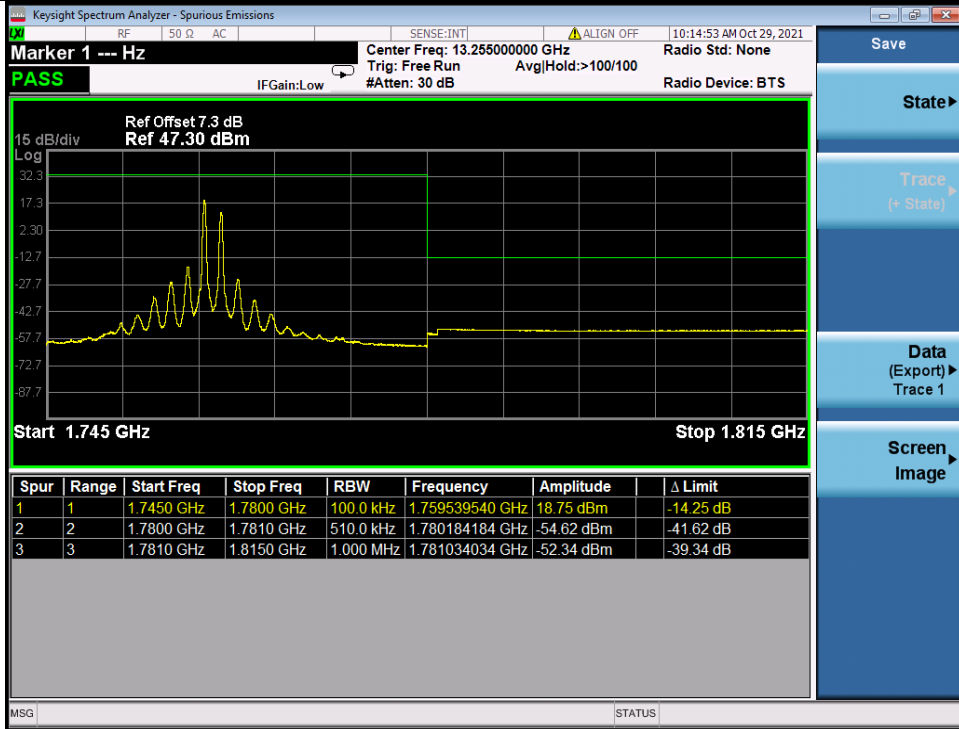 Keysight Spectrum Analyzer - Spurious Emissions
LXI RF 50 Ω AC SENSE:INT ALIGN OFF 10:14:53 AM Oct 29, 2021
Marker 1 --- Hz
PASS
IFGain:Low
Center Freq: 13.255000000 GHz
Trig: Free Run Avg|Hold:>100/100
#Atten: 30 dB
Radio Std: None
Radio Device: BTS
Ref Offset 7.3 dB
15 dB/div Ref 47.30 dBm
Log
32.3
17.3
2.30
-12.7
-27.7
-42.7
-57.7
-72.7
-87.7
Start 1.745 GHz Stop 1.815 GHz
Spur Range Start Freq Stop Freq RBW Frequency Amplitude Δ Limit
1 1 1.7450 GHz 1.7800 GHz 100.0 kHz 1.759539540 GHz 18.75 dBm -14.25 dB
2 2 1.7800 GHz 1.7810 GHz 510.0 kHz 1.780184184 GHz -54.62 dBm -41.62 dB
3 3 1.7810 GHz 1.8150 GHz 1.000 MHz 1.781034034 GHz -52.34 dBm -39.34 dB
MSG STATUS
Save
State
Trace
(+ State)
Data
(Export)
Trace 1
Screen
Image